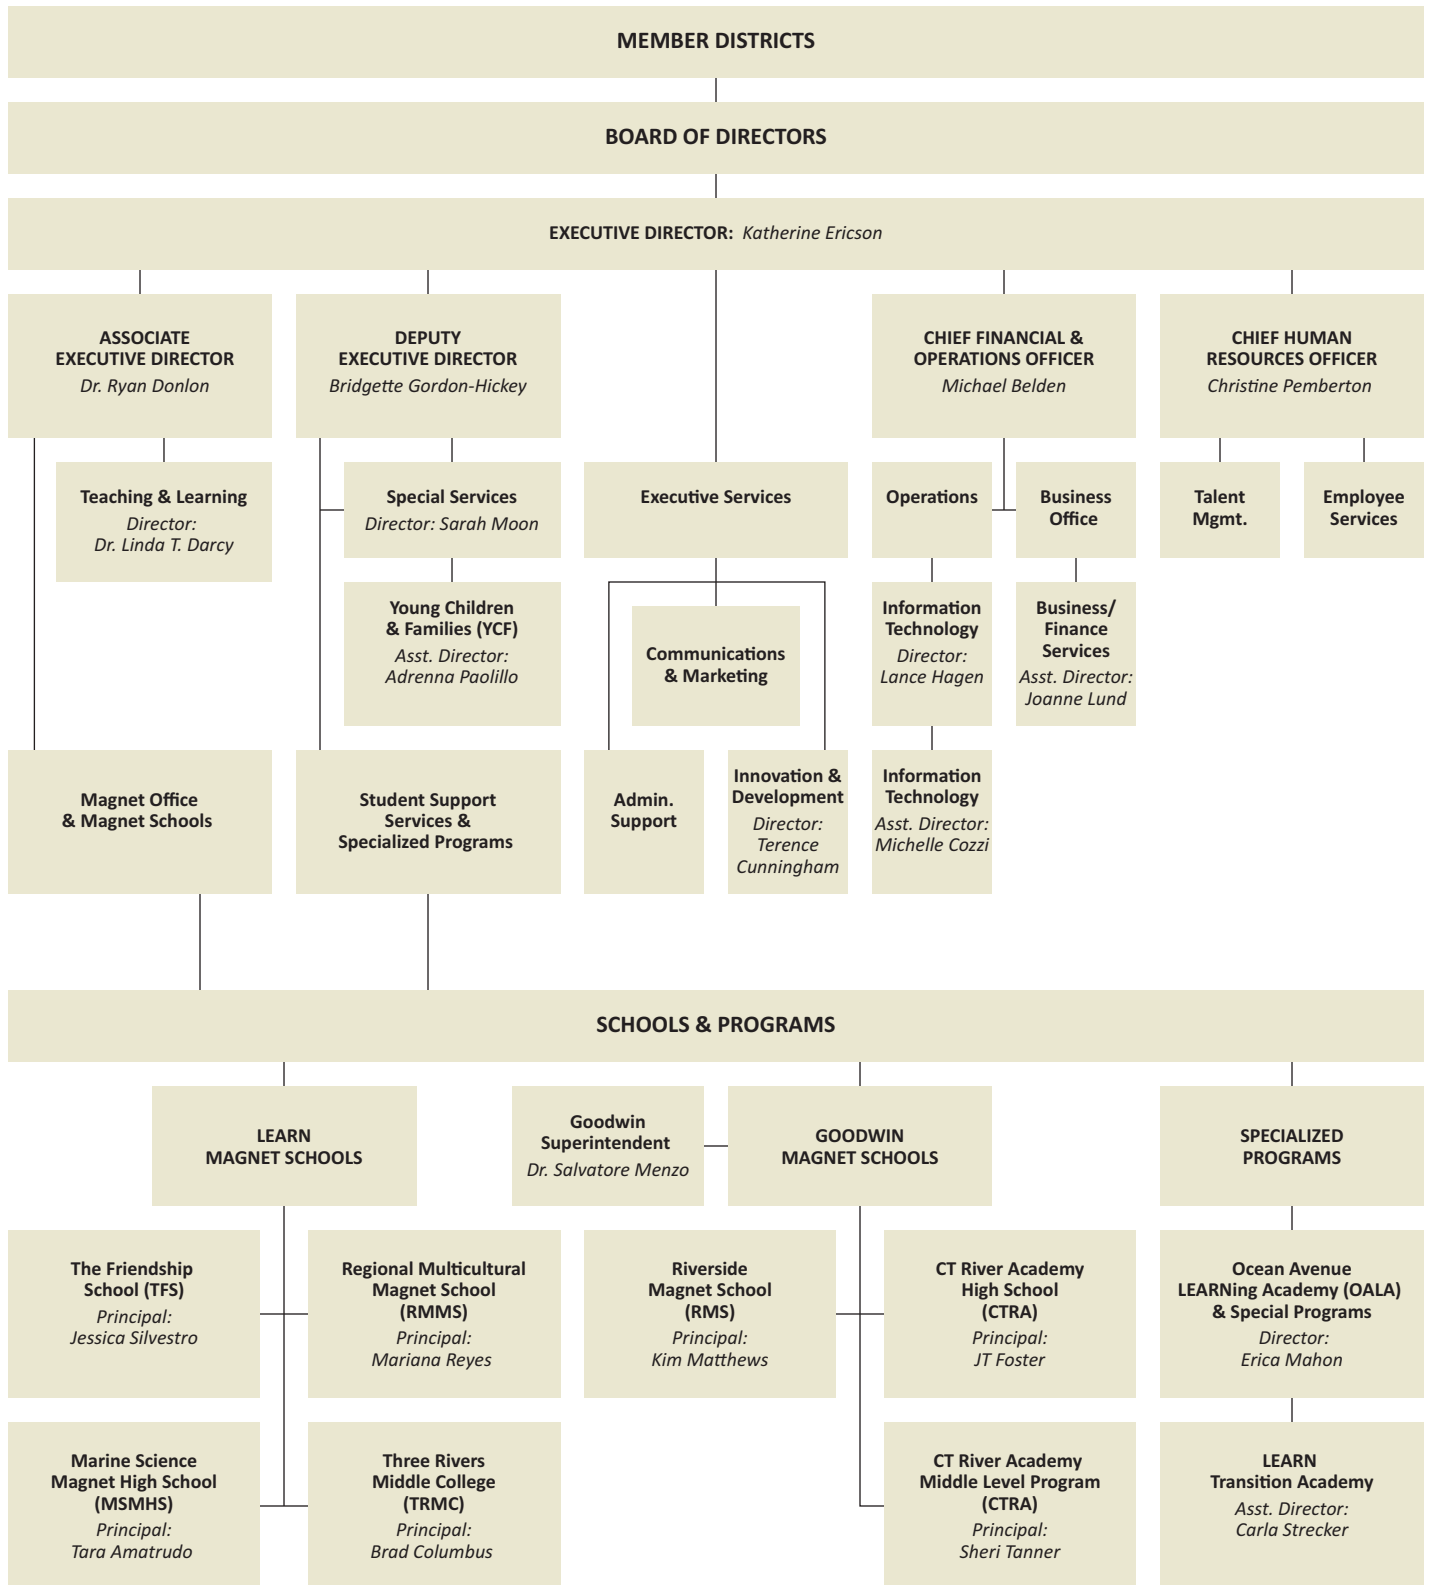 MEMBER DISTRICTS
BOARD OF DIRECTORS
EXECUTIVE DIRECTOR: Katherine Ericson
ASSOCIATE
EXECUTIVE DIRECTOR
Dr. Ryan Donlon
DEPUTY
EXECUTIVE DIRECTOR
Bridgette Gordon-Hickey
CHIEF FINANCIAL &
OPERATIONS OFFICER
Michael Belden
CHIEF HUMAN
RESOURCES OFFICER
Christine Pemberton
Teaching & Learning
Director:
Dr. Linda T. Darcy
Special Services
Director: Sarah Moon
Executive Services
Operations
Business
Office
Talent
Mgmt.
Employee
Services
Young Children
& Families (YCF)
Asst. Director:
Adrenna Paolillo
Communications
& Marketing
Information
Technology
Director:
Lance Hagen
Business/
Finance
Services
Asst. Director:
Joanne Lund
Magnet Office
& Magnet Schools
Student Support
Services &
Specialized Programs
Admin.
Support
Innovation &
Development
Director:
Terence
Cunningham
Information
Technology
Asst. Director:
Michelle Cozzi
SCHOOLS & PROGRAMS
LEARN
MAGNET SCHOOLS
Goodwin
Superintendent
Dr. Salvatore Menzo
GOODWIN
MAGNET SCHOOLS
SPECIALIZED
PROGRAMS
The Friendship
School (TFS)
Principal:
Jessica Silvestro
Regional Multicultural
Magnet School
(RMMS)
Principal:
Mariana Reyes
Riverside
Magnet School
(RMS)
Principal:
Kim Matthews
CT River Academy
High School
(CTRA)
Principal:
JT Foster
Ocean Avenue
LEARNing Academy (OALA)
& Special Programs
Director:
Erica Mahon
Marine Science
Magnet High School
(MSMHS)
Principal:
Tara Amatrudo
Three Rivers
Middle College
(TRMC)
Principal:
Brad Columbus
CT River Academy
Middle Level Program
(CTRA)
Principal:
Sheri Tanner
LEARN
Transition Academy
Asst. Director:
Carla Strecker